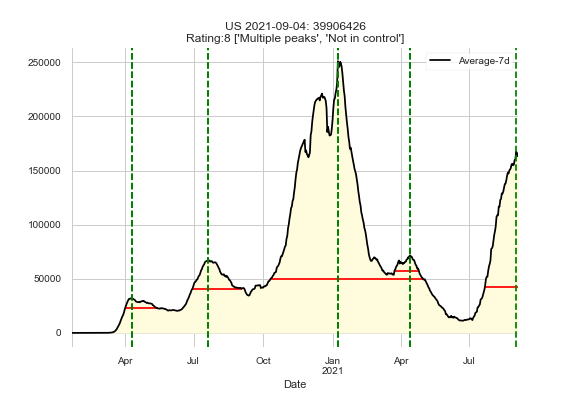 US 2021-09-04: 39906426
Rating:8 ['Multiple peaks', 'Not in control']
Average-7d
250000
200000
150000
100000
50000
0
Apr Jul Oct Jan Apr Jul
2021
Date